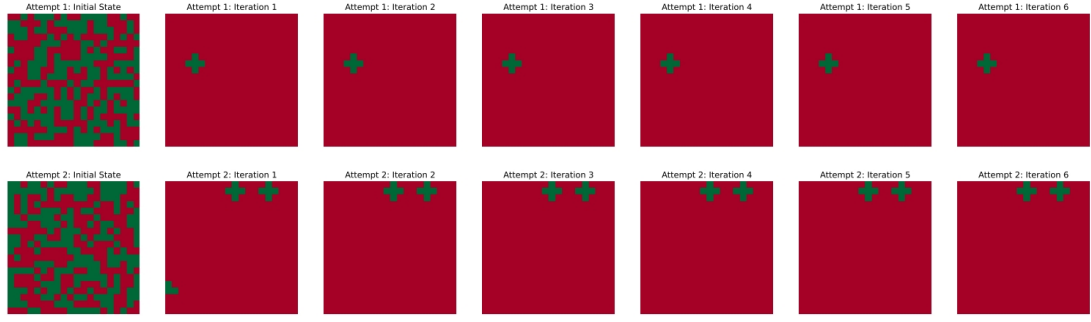 Attempt 1: Initial State
Attempt 1: Iteration 1
Attempt 1: Iteration 2
Attempt 1: Iteration 3
Attempt 1: Iteration 4
Attempt 1: Iteration 5
Attempt 1: Iteration 6
Attempt 2: Initial State
Attempt 2: Iteration 1
Attempt 2: Iteration 2
Attempt 2: Iteration 3
Attempt 2: Iteration 4
Attempt 2: Iteration 5
Attempt 2: Iteration 6